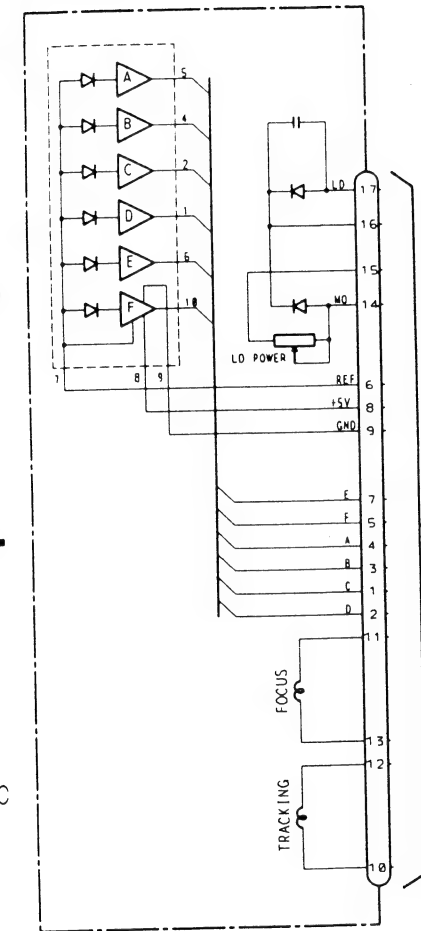 A 5
B 4
C 2
D 1
E 6
F 10
7 8 9
LD 17
16
15
MO 14
LD POWER
REF 6
+5V 8
GND 9
E 7
F 5
A 4
B 3
C 1
D 2
11
FOCUS
13
12
TRACKING
10